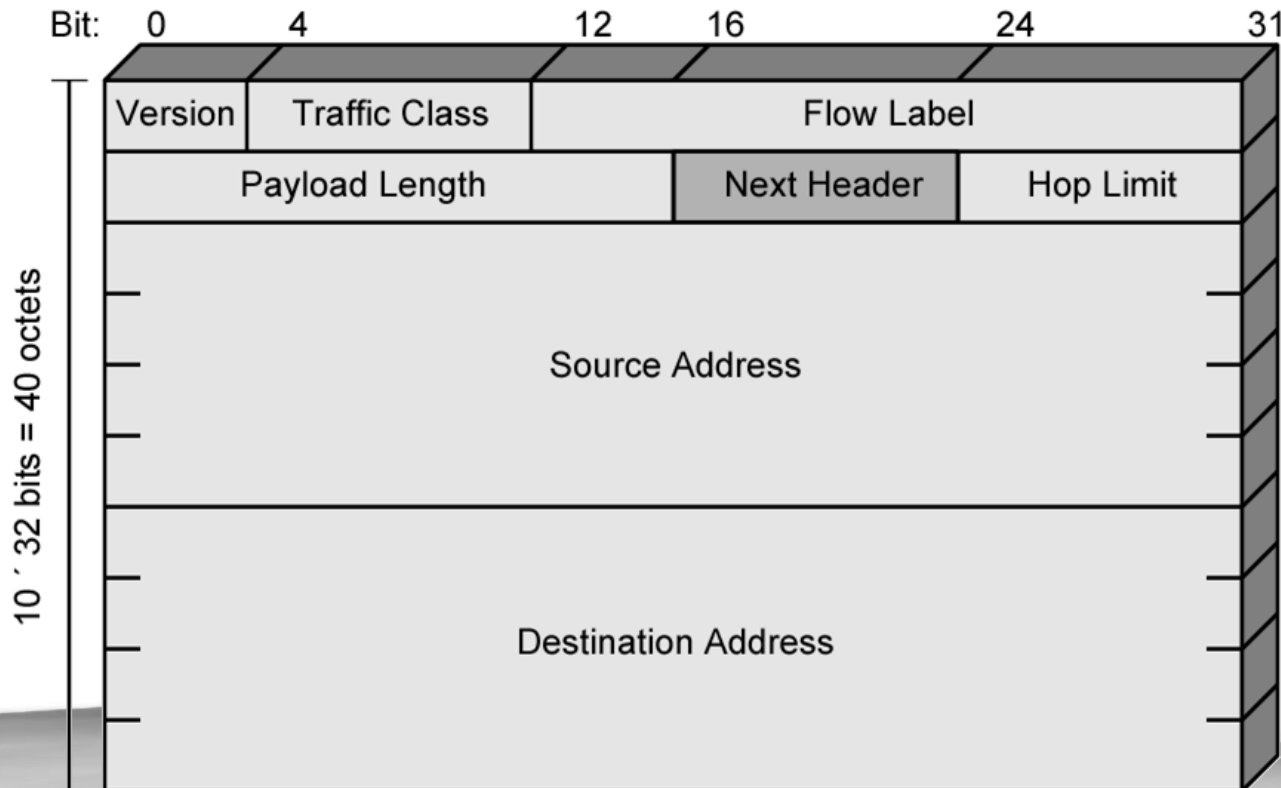 Bit: 0 4 12 16 24 31
Version Traffic Class Flow Label
Payload Length Next Header Hop Limit
Source Address
Destination Address
10 ´ 32 bits = 40 octets